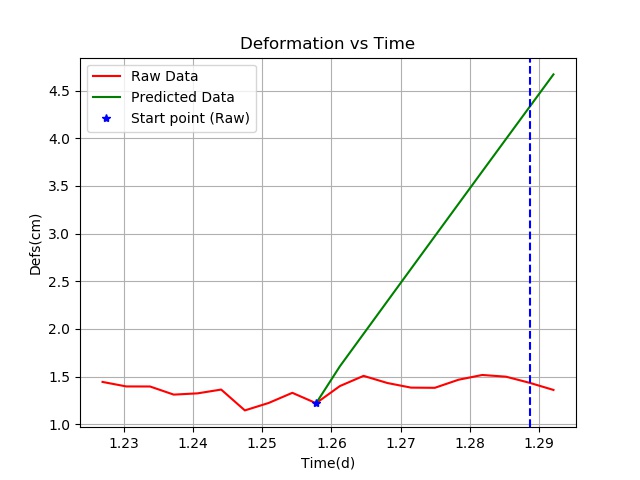 Deformation vs Time
Raw Data
Predicted Data
Start point (Raw)
4.5
4.0
3.5
3.0
2.5
2.0
1.5
1.0
Defs(cm)
1.23 1.24 1.25 1.26 1.27 1.28 1.29
Time(d)